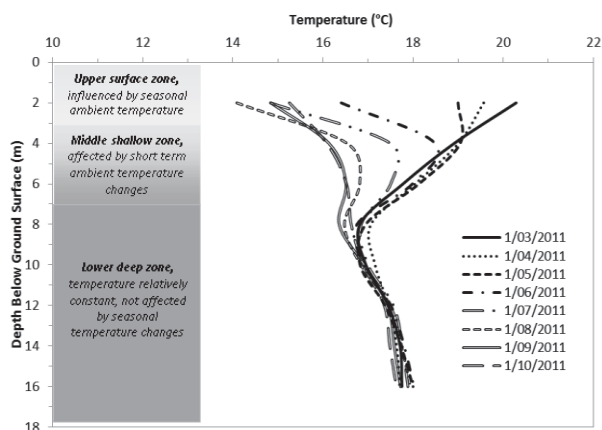 Temperature (°C)
10 12 14 16 18 20 22
0
2
4
6
8
10
12
14
16
18
Depth Below Ground Surface (m)
Upper surface zone,
influenced by seasonal
ambient temperature
Middle shallow zone,
affected by short term
ambient temperature
changes
Lower deep zone,
temperature relatively
constant, not affected
by seasonal
temperature changes
1/03/2011
1/04/2011
1/05/2011
1/06/2011
1/07/2011
1/08/2011
1/09/2011
1/10/2011